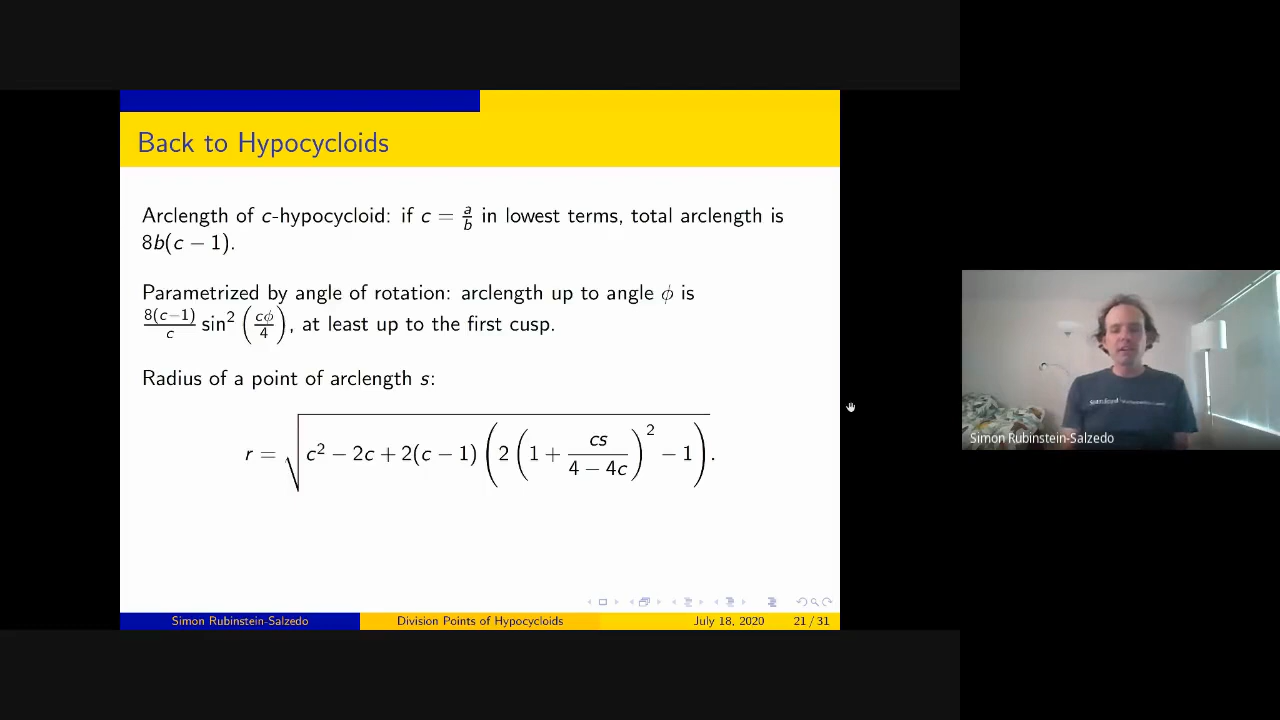 Back to Hypocycloids
Arclength of c-hypocycloid: if c = a/b in lowest terms, total arclength is
8b(c − 1).
Parametrized by angle of rotation: arclength up to angle ϕ is
8(c−1)/c sin² (cϕ/4), at least up to the first cusp.
Radius of a point of arclength s:
r = √(c² − 2c + 2(c − 1) (2 (1 + cs/(4 − 4c))² − 1)).
Simon Rubinstein-Salzedo
Simon Rubinstein-Salzedo Division Points of Hypocycloids July 18, 2020 21 / 31